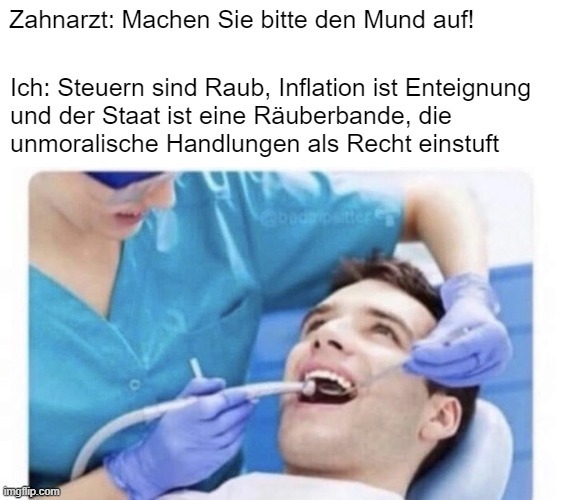 Zahnarzt: Machen Sie bitte den Mund auf!
Ich: Steuern sind Raub, Inflation ist Enteignung
und der Staat ist eine Räuberbande, die
unmoralische Handlungen als Recht einstuft
imgflip.com